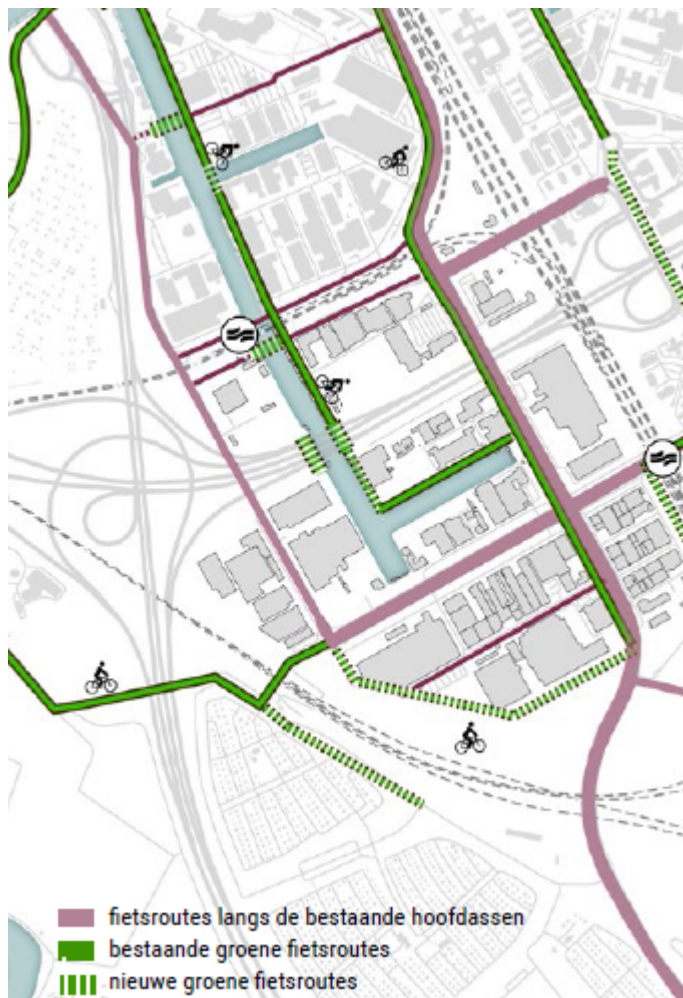 fietsroutes langs de bestaande hoofdassen
bestaande groene fietsroutes
nieuwe groene fietsroutes